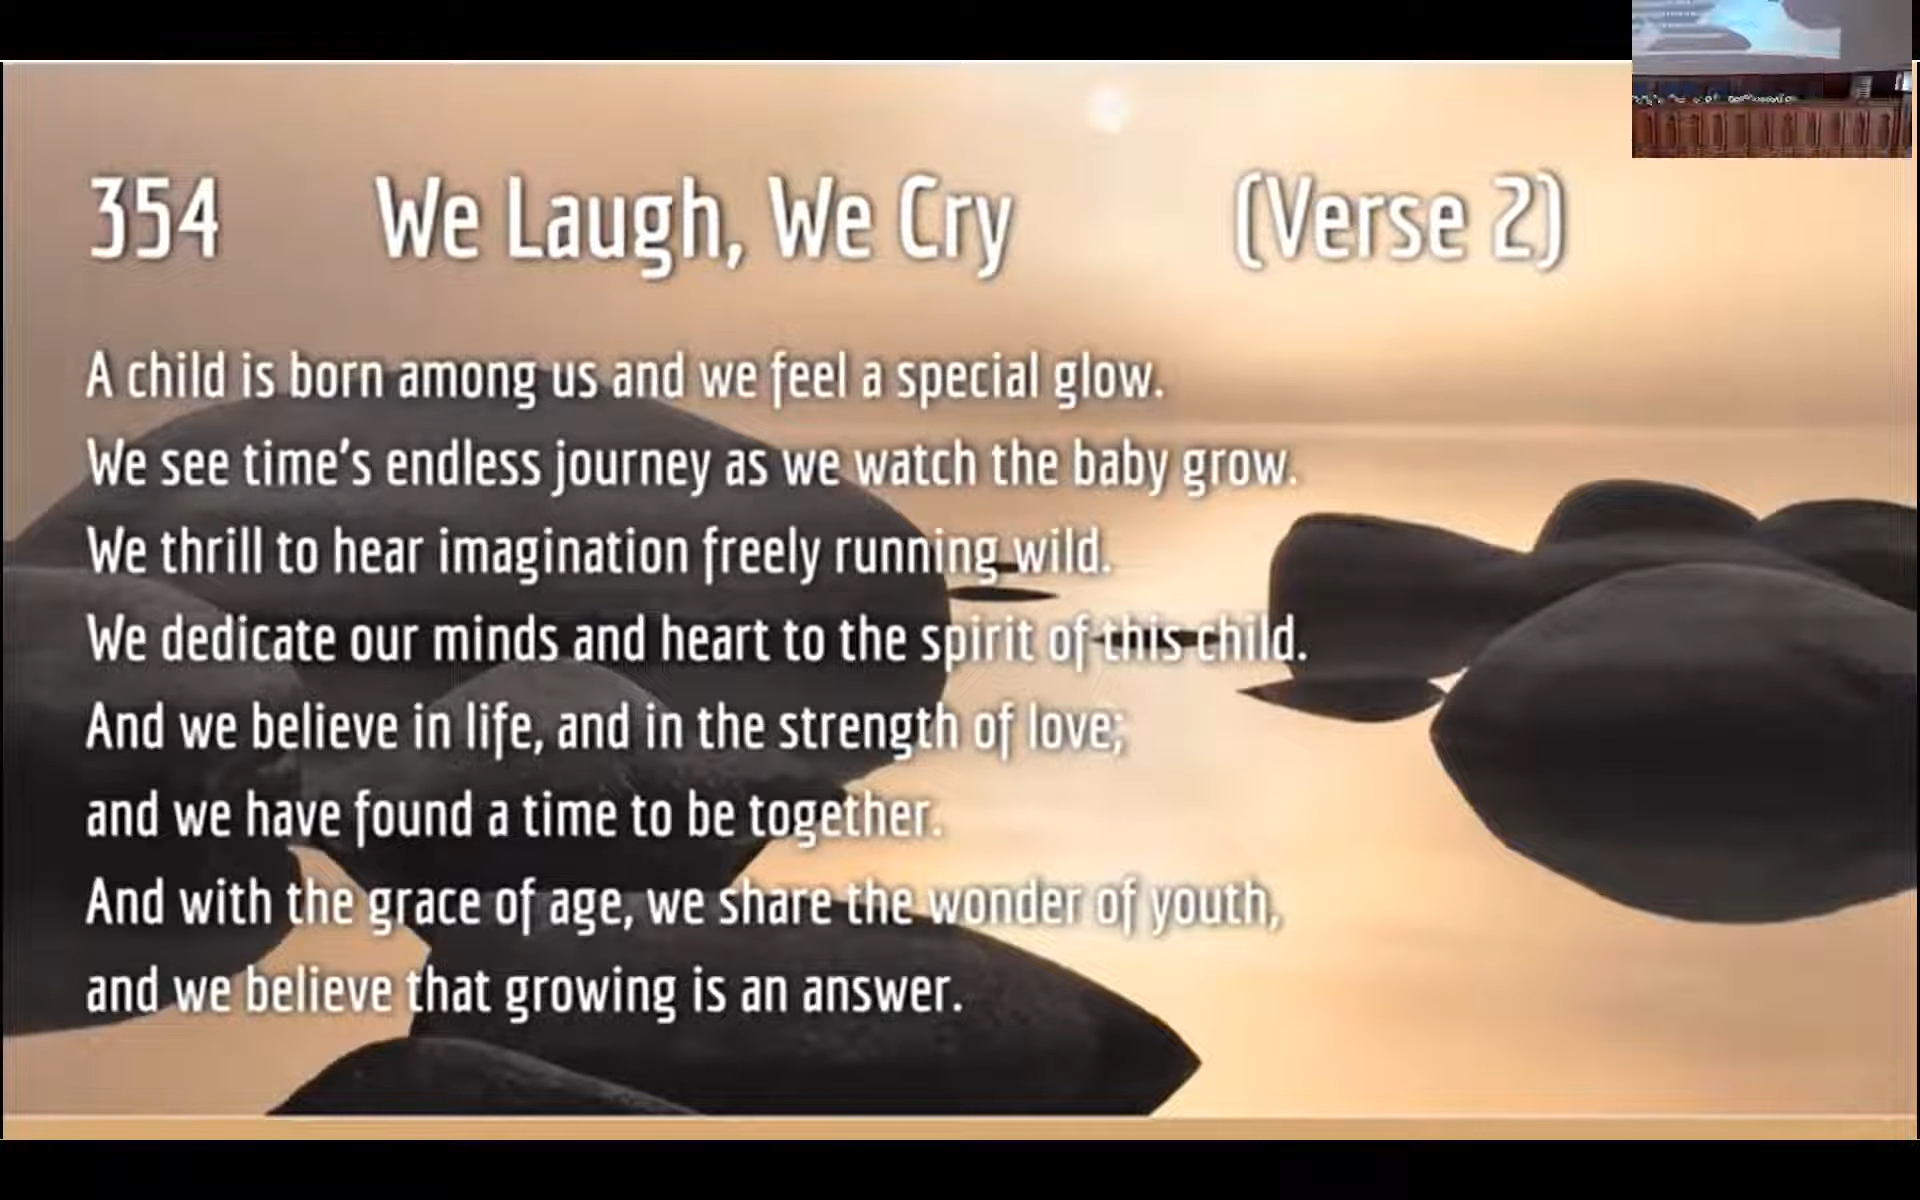 354 We Laugh, We Cry (Verse 2)
A child is born among us and we feel a special glow.
We see time’s endless journey as we watch the baby grow.
We thrill to hear imagination freely running wild.
We dedicate our minds and heart to the spirit of this child.
And we believe in life, and in the strength of love;
and we have found a time to be together.
And with the grace of age, we share the wonder of youth,
and we believe that growing is an answer.